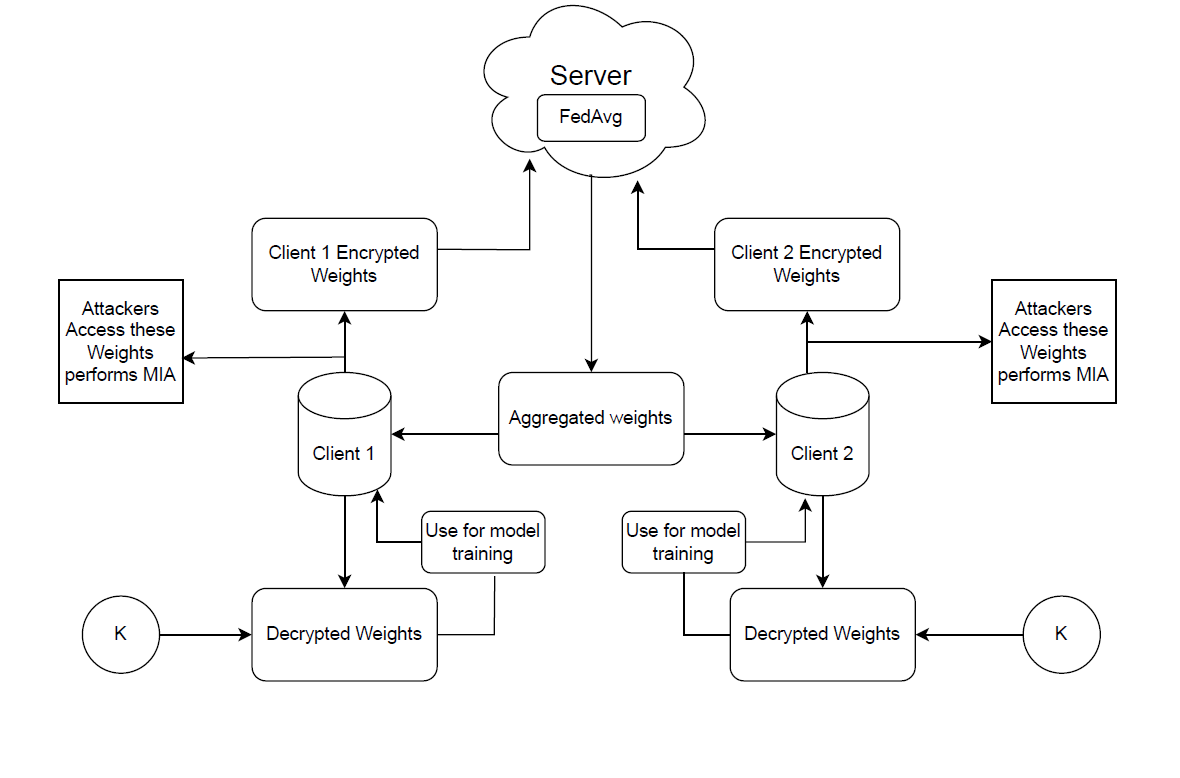 Server
FedAvg
Client 1 Encrypted
Weights
Client 2 Encrypted
Weights
Attackers
Access these
Weights
performs MIA
Attackers
Access these
Weights
performs MIA
Aggregated weights
Client 1
Client 2
Use for model
training
Use for model
training
K
Decrypted Weights
Decrypted Weights
K